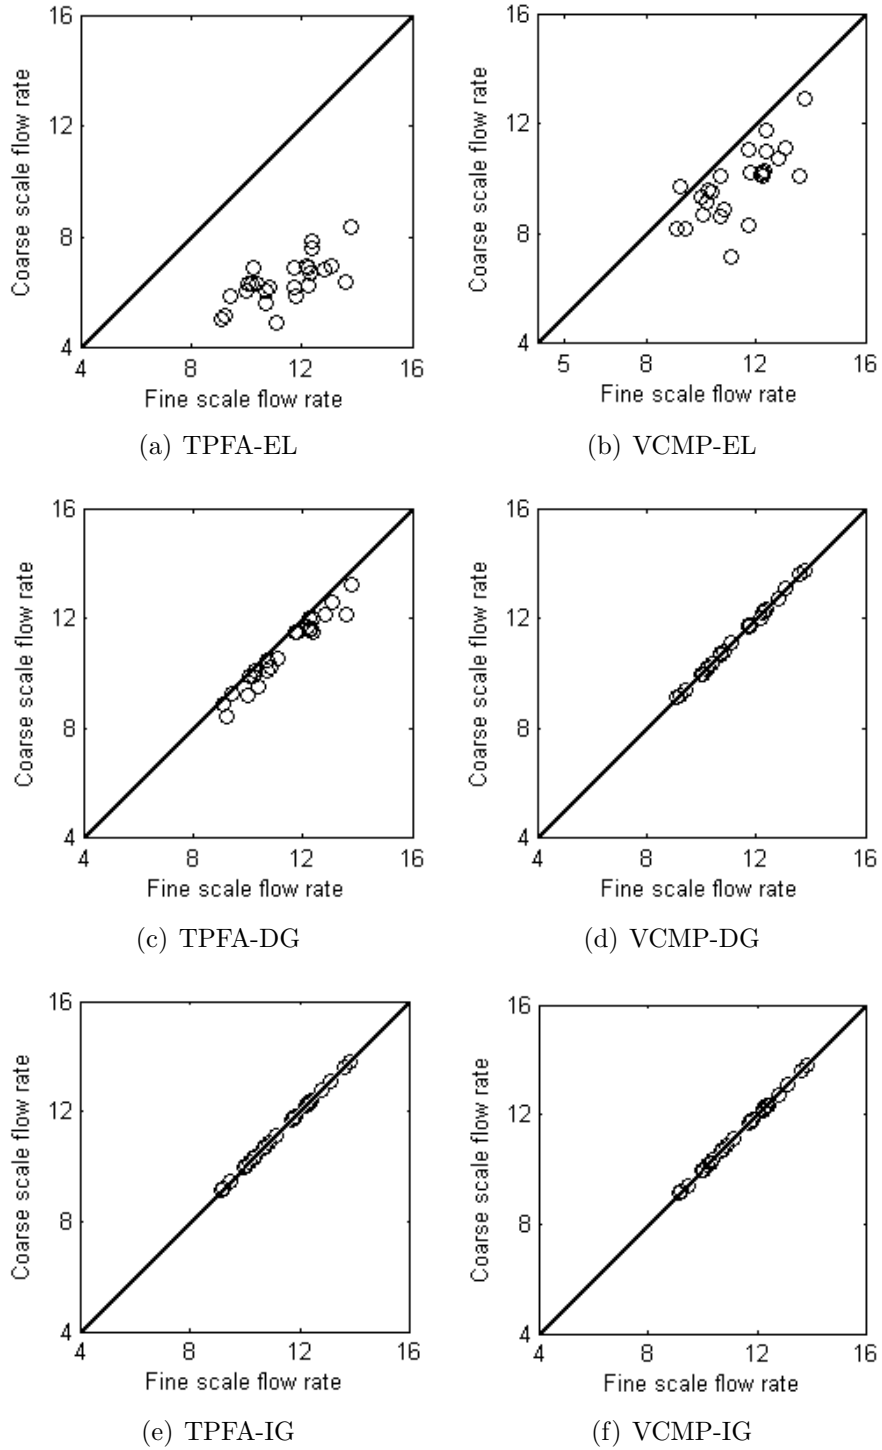 16
12
8
4
Coarse scale flow rate
4 8 12 16
Fine scale flow rate
(a) TPFA-EL
16
12
8
4
Coarse scale flow rate
5 8 12 16
Fine scale flow rate
(b) VCMP-EL
16
12
8
4
Coarse scale flow rate
4 8 12 16
Fine scale flow rate
(c) TPFA-DG
16
12
8
4
Coarse scale flow rate
4 8 12 16
Fine scale flow rate
(d) VCMP-DG
16
12
8
4
Coarse scale flow rate
4 8 12 16
Fine scale flow rate
(e) TPFA-IG
16
12
8
4
Coarse scale flow rate
4 8 12 16
Fine scale flow rate
(f) VCMP-IG